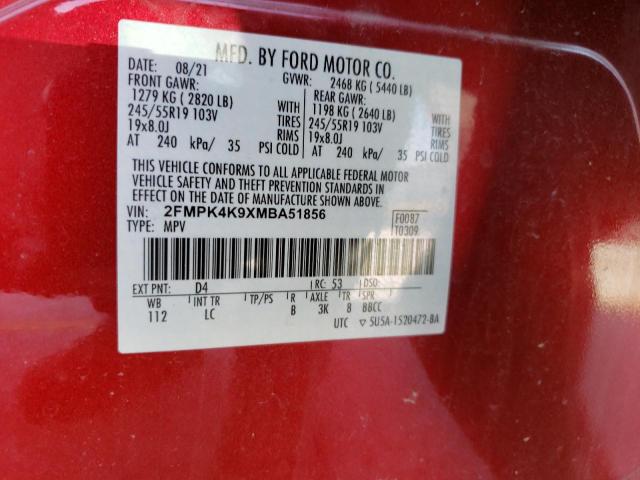 MFD. BY FORD MOTOR CO.
DATE: 08/21 GVWR: 2468 KG ( 5440 LB)
FRONT GAWR: REAR GAWR:
1279 KG ( 2820 LB) WITH 1198 KG ( 2640 LB) WITH
245/55R19 103V TIRES 245/55R19 103V TIRES
19x8.0J RIMS 19x8.0J RIMS
AT 240 kPa/ 35 PSI COLD AT 240 kPa/ 35 PSI COLD
THIS VEHICLE CONFORMS TO ALL APPLICABLE FEDERAL MOTOR
VEHICLE SAFETY AND THEFT PREVENTION STANDARDS IN
EFFECT ON THE DATE OF MANUFACTURE SHOWN ABOVE.
VIN: 2FMPK4K9XMBA51856 F0087
TYPE: MPV T0309
EXT PNT: D4 RC: 53 DSO:
WB INT TR TP/PS R AXLE TR SPR
112 LC B 3K 8 BBCC
UTC ▽ 5U5A-1520472-BA